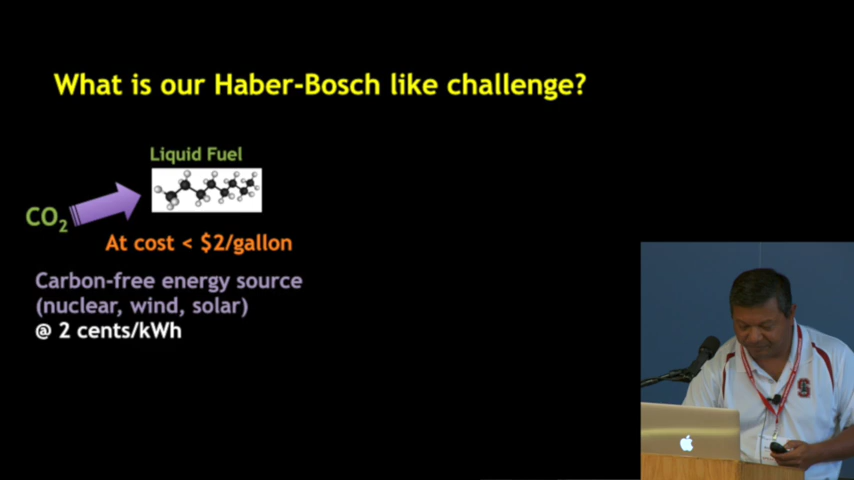 What is our Haber-Bosch like challenge?
Liquid Fuel
CO₂
At cost < $2/gallon
Carbon-free energy source
(nuclear, wind, solar)
@ 2 cents/kWh
S